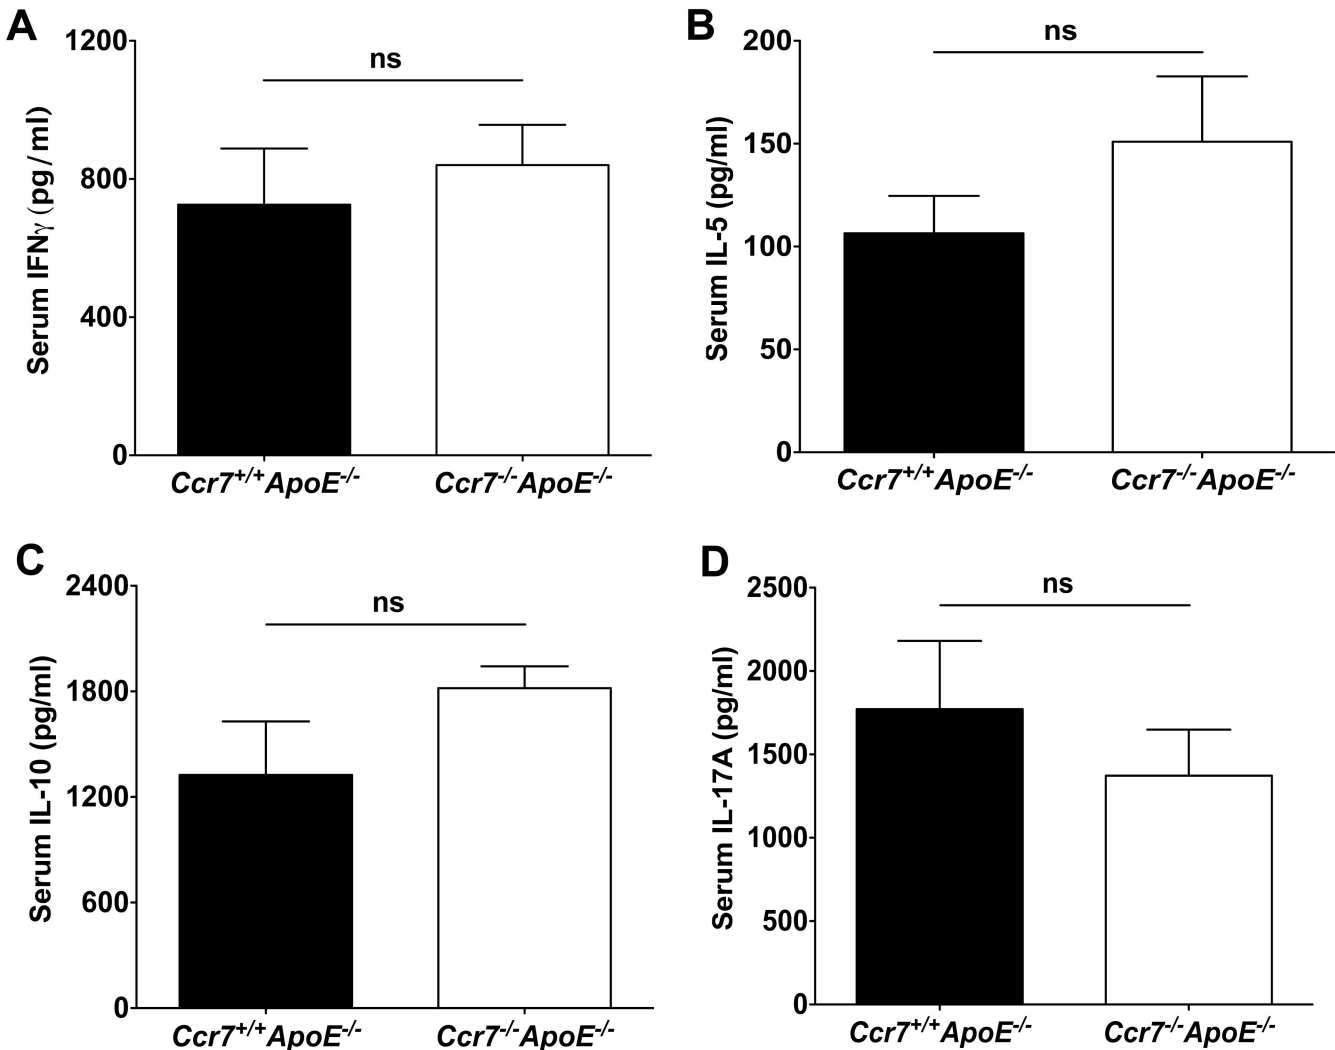 A
Serum IFNγ (pg/ml)
1200
800
400
0
ns
Ccr7+/+ApoE-/-
Ccr7-/-ApoE-/-
B
Serum IL-5 (pg/ml)
200
150
100
50
0
ns
Ccr7+/+ApoE-/-
Ccr7-/-ApoE-/-
C
Serum IL-10 (pg/ml)
2400
1800
1200
600
0
ns
Ccr7+/+ApoE-/-
Ccr7-/-ApoE-/-
D
Serum IL-17A (pg/ml)
2500
2000
1500
1000
500
0
ns
Ccr7+/+ApoE-/-
Ccr7-/-ApoE-/-